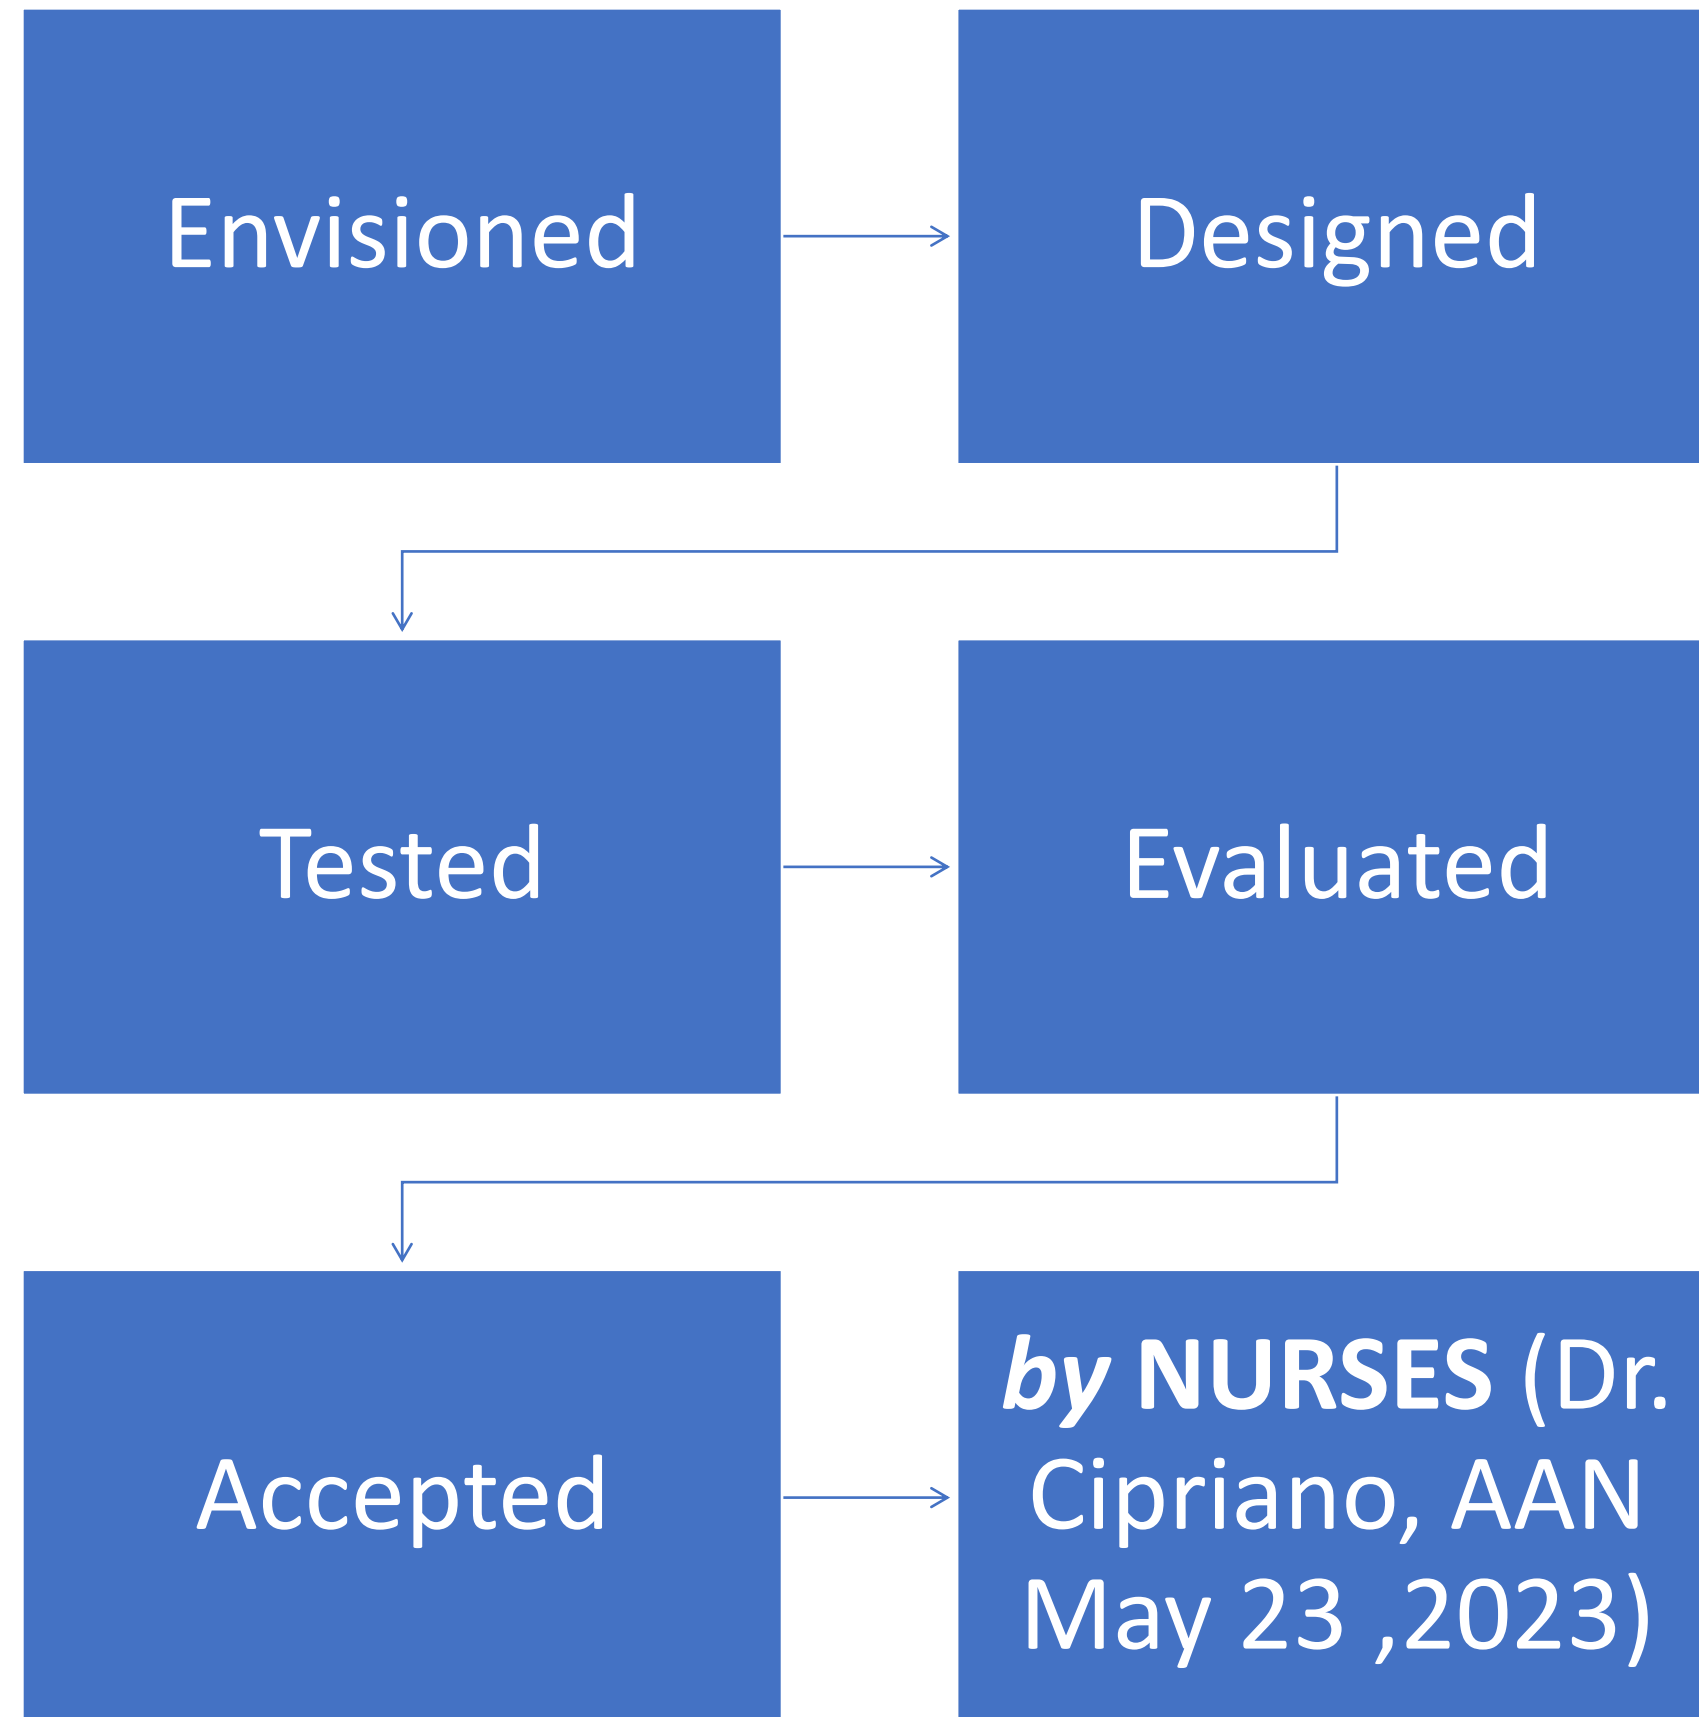 Envisioned
Designed
Tested
Evaluated
Accepted
by NURSES (Dr.
Cipriano, AAN
May 23 ,2023)